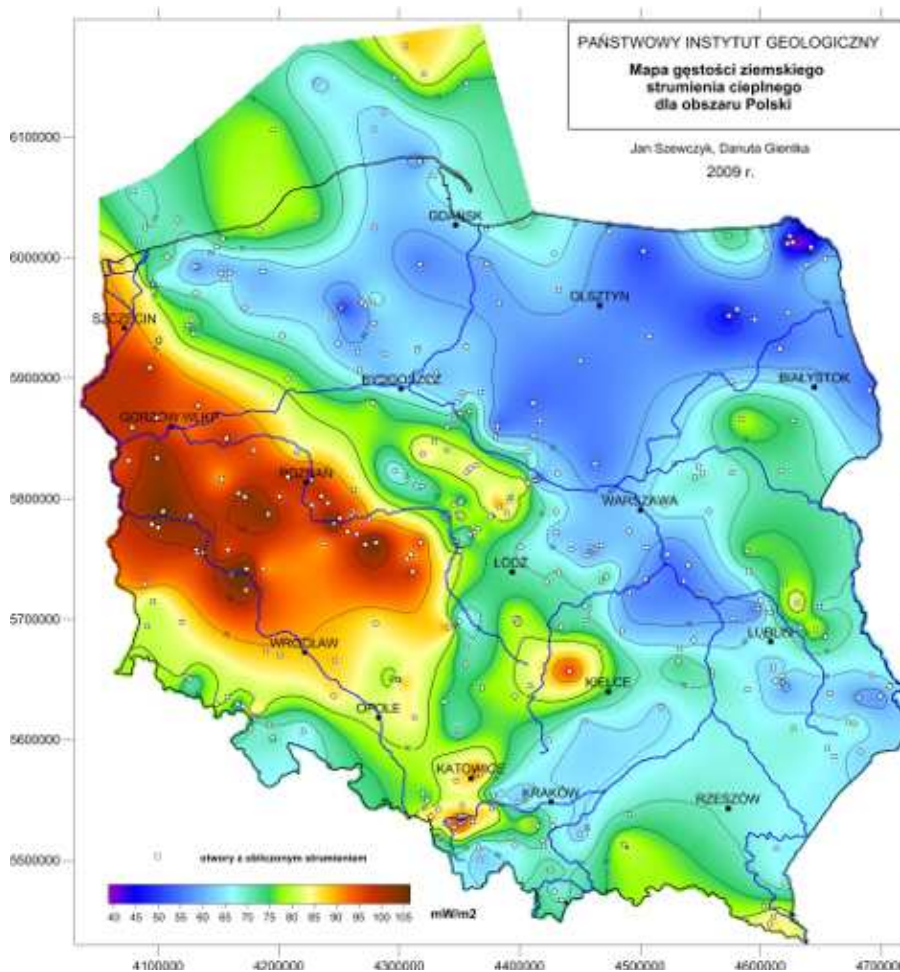 PAŃSTWOWY INSTYTUT GEOLOGICZNY
Mapa gęstości ziemskiego
strumienia cieplnego
dla obszaru Polski
Jan Szewczyk, Danuta Gientka
2009 r.
6100000
GDAŃSK
6000000
OLSZTYN
SZCZECIN
5900000
BYDGOSZCZ
BIAŁYSTOK
GORZÓW WLKP
POZNAŃ
5800000
WARSZAWA
ŁÓDŹ
5700000
LUBLIN
WROCŁAW
KIELCE
OPOLE
5600000
KATOWICE
KRAKÓW
RZESZÓW
5500000
otwory z obliczonym strumieniem
40 45 50 55 60 65 70 75 80 85 90 95 100 105
mW/m2
4100000 4200000 4300000 4400000 4500000 4600000